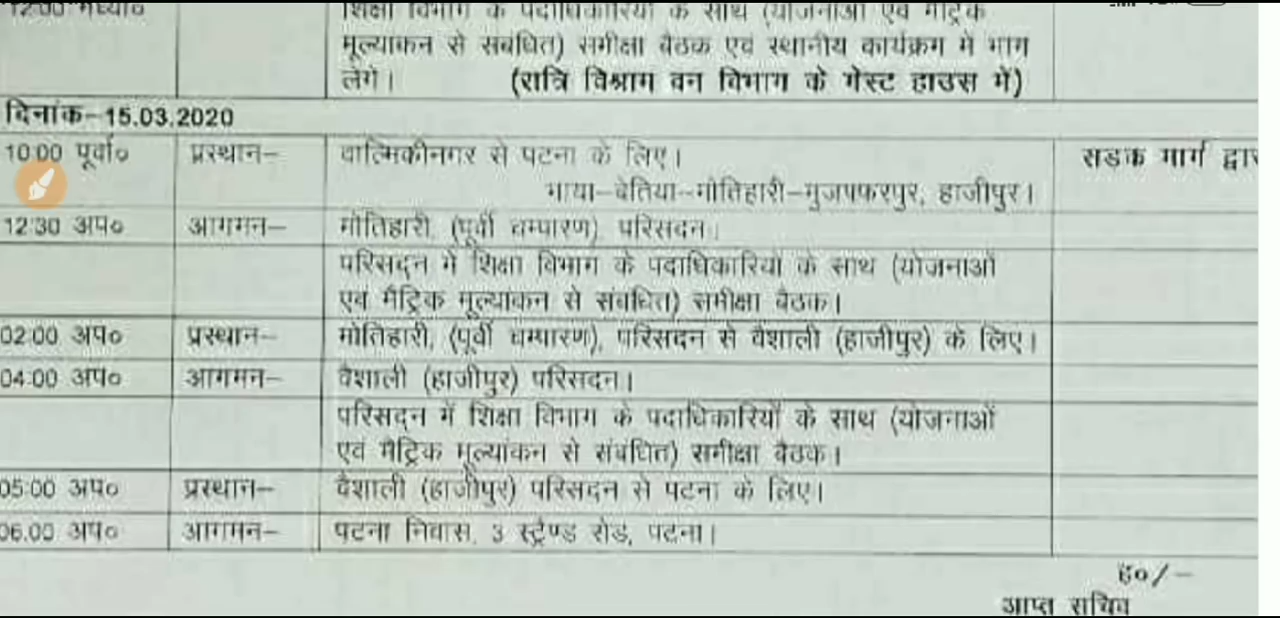 12:00 मध्या०
शिक्षा विभाग के पदाधिकारियों के साथ (योजनाओं एवं मैट्रिक
मूल्यांकन से संबंधित) समीक्षा बैठक एवं स्थानीय कार्यक्रम में भाग
लेंगे। (रात्रि विश्राम वन विभाग के गेस्ट हाउस में)
दिनांक– 15.03.2020
10:00 पूर्वा० प्रस्थान– वाल्मिकीनगर से पटना के लिए। सड़क मार्ग द्वार
भाया–बेतिया–मोतिहारी–मुजफ्फरपुर, हाजीपुर।
12:30 अप० आगमन– मोतिहारी, (पूर्वी चम्पारण), परिसदन।
परिसदन में शिक्षा विभाग के पदाधिकारियों के साथ (योजनाओं
एवं मैट्रिक मूल्यांकन से संबंधित) समीक्षा बैठक।
02:00 अप० प्रस्थान– मोतिहारी, (पूर्वी चम्पारण), परिसदन से वैशाली (हाजीपुर) के लिए।
04:00 अप० आगमन– वैशाली (हाजीपुर) परिसदन।
परिसदन में शिक्षा विभाग के पदाधिकारियों के साथ (योजनाओं
एवं मैट्रिक मूल्यांकन से संबंधित) समीक्षा बैठक।
05:00 अप० प्रस्थान– वैशाली (हाजीपुर) परिसदन से पटना के लिए।
06.00 अप० आगमन– पटना निवास, 3 स्ट्रैण्ड रोड, पटना।
ह०/–
आप्त सचिव